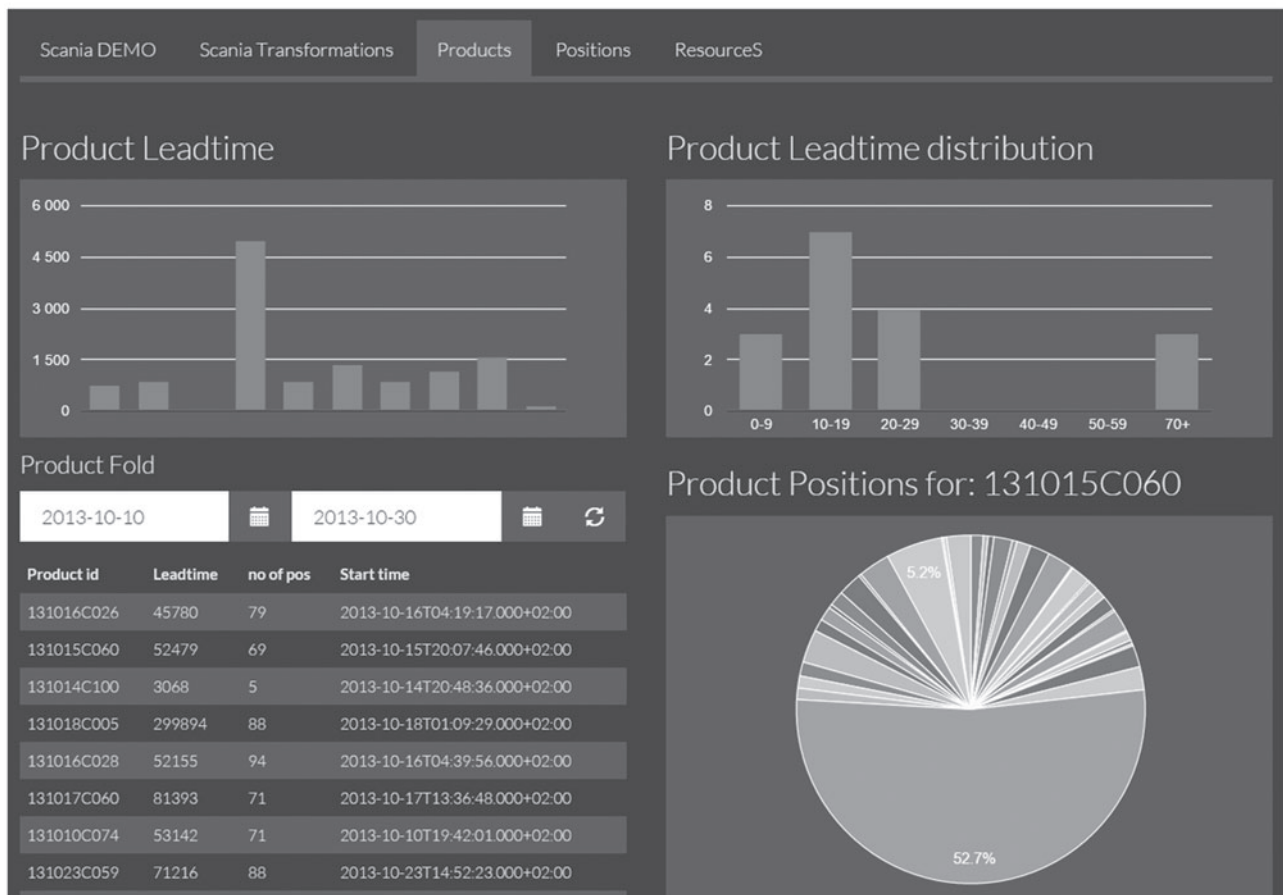 Scania DEMO Scania Transformations Products Positions ResourceS
Product Leadtime
6 000
4 500
3 000
1 500
0
Product Leadtime distribution
8
6
4
2
0
0-9 10-19 20-29 30-39 40-49 50-59 70+
Product Fold
2013-10-10 2013-10-30
Product id Leadtime no of pos Start time
131016C026 45780 79 2013-10-16T04:19:17.000+02:00
131015C060 52479 69 2013-10-15T20:07:46.000+02:00
131014C100 3068 5 2013-10-14T20:48:36.000+02:00
131018C005 299894 88 2013-10-18T01:09:29.000+02:00
131016C028 52155 94 2013-10-16T04:39:56.000+02:00
131017C060 81393 71 2013-10-17T13:36:48.000+02:00
131010C074 53142 71 2013-10-10T19:42:01.000+02:00
131023C059 71216 88 2013-10-23T14:52:23.000+02:00
Product Positions for: 131015C060
5.2%
52.7%